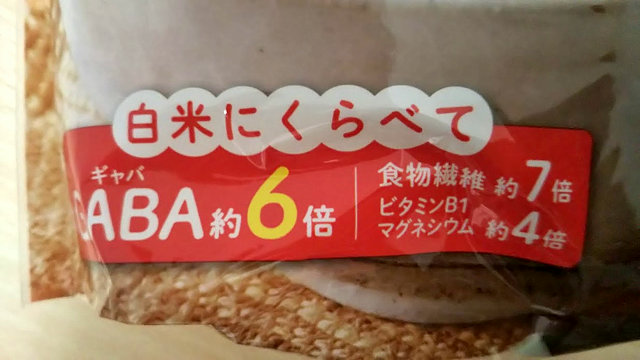 白米にくらべて
ギャバ
GABA約6倍
食物繊維 約7倍
ビタミンB1
マグネシウム 約4倍